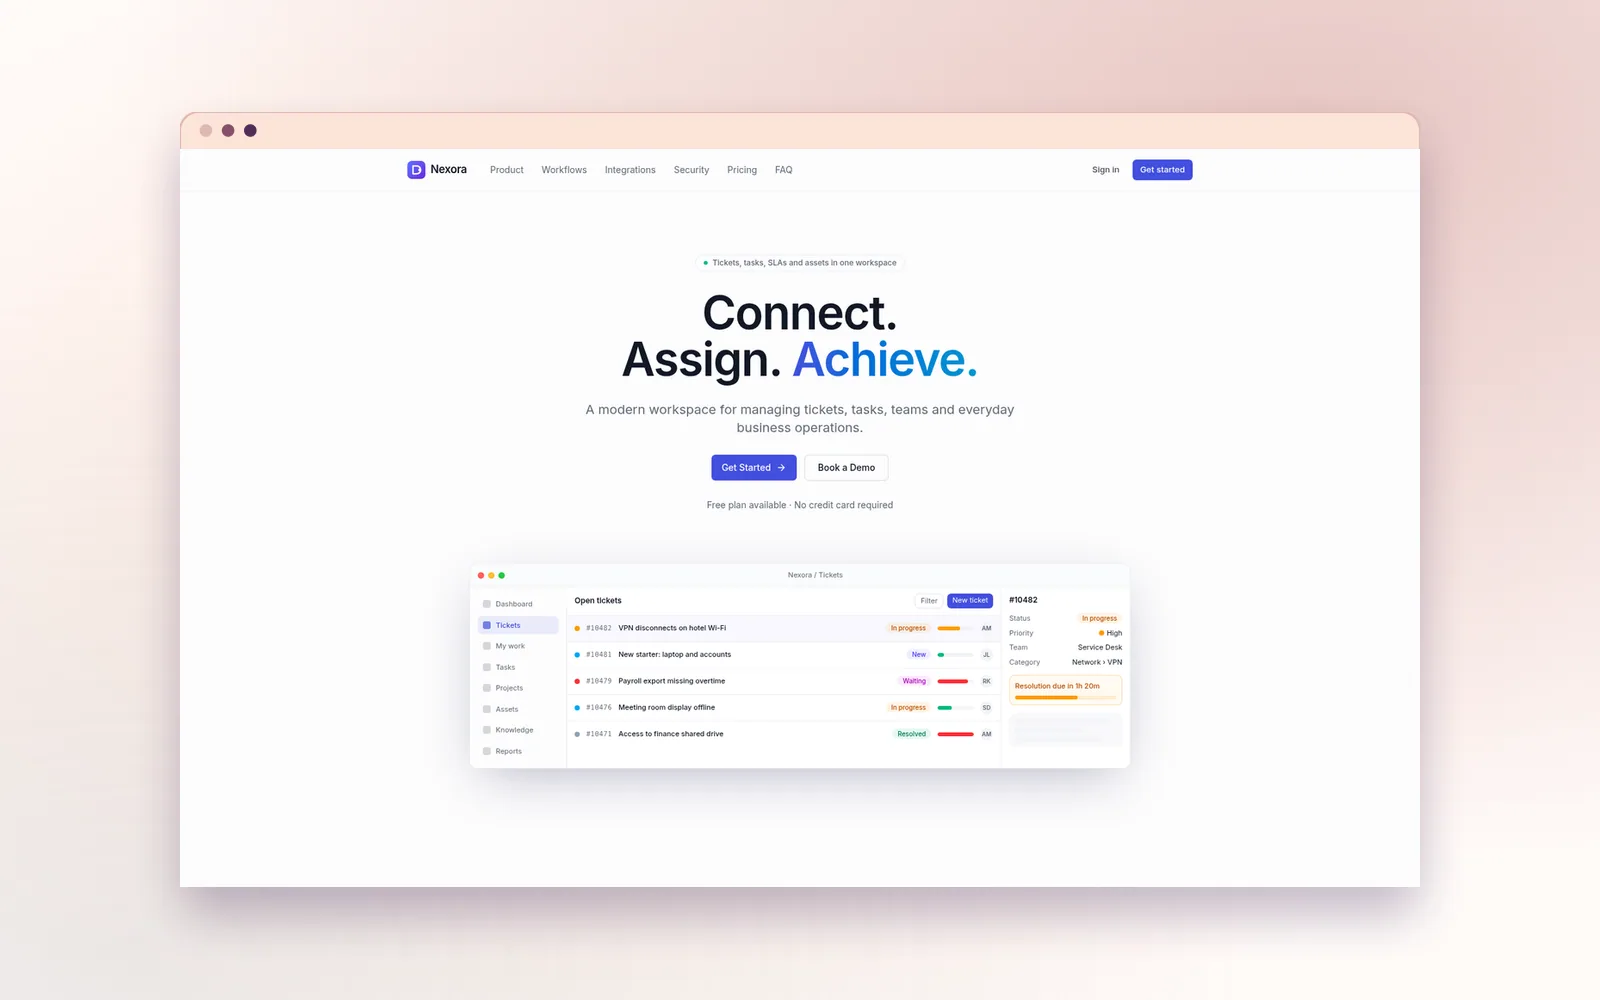 Nexora
Product
Workflows
Integrations
Security
Pricing
FAQ
Sign in
Get started
Tickets, tasks, SLAs and assets in one workspace
Connect.
Assign. Achieve.
A modern workspace for managing tickets, tasks, teams and everyday
business operations.
Get Started →
Book a Demo
Free plan available · No credit card required
Nexora / Tickets
Dashboard
Tickets
My work
Tasks
Projects
Assets
Knowledge
Reports
Open tickets
Filter
New ticket
#10482 VPN disconnects on hotel Wi-Fi In progress AM
#10481 New starter: laptop and accounts New JL
#10479 Payroll export missing overtime Waiting RK
#10476 Meeting room display offline In progress SD
#10471 Access to finance shared drive Resolved AM
#10482
Status In progress
Priority High
Team Service Desk
Category Network › VPN
Resolution due in 1h 20m